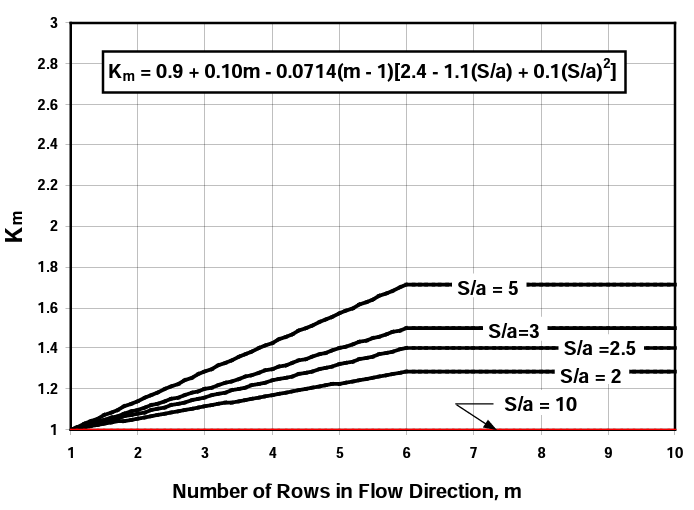 3
K_m = 0.9 + 0.10m - 0.0714(m - 1)[2.4 - 1.1(S/a) + 0.1(S/a)²]
2.8
2.6
2.4
2.2
2
1.8
1.6
1.4
1.2
1
Km
S/a = 5
S/a=3
S/a =2.5
S/a = 2
S/a = 10
1 2 3 4 5 6 7 8 9 10
Number of Rows in Flow Direction, m